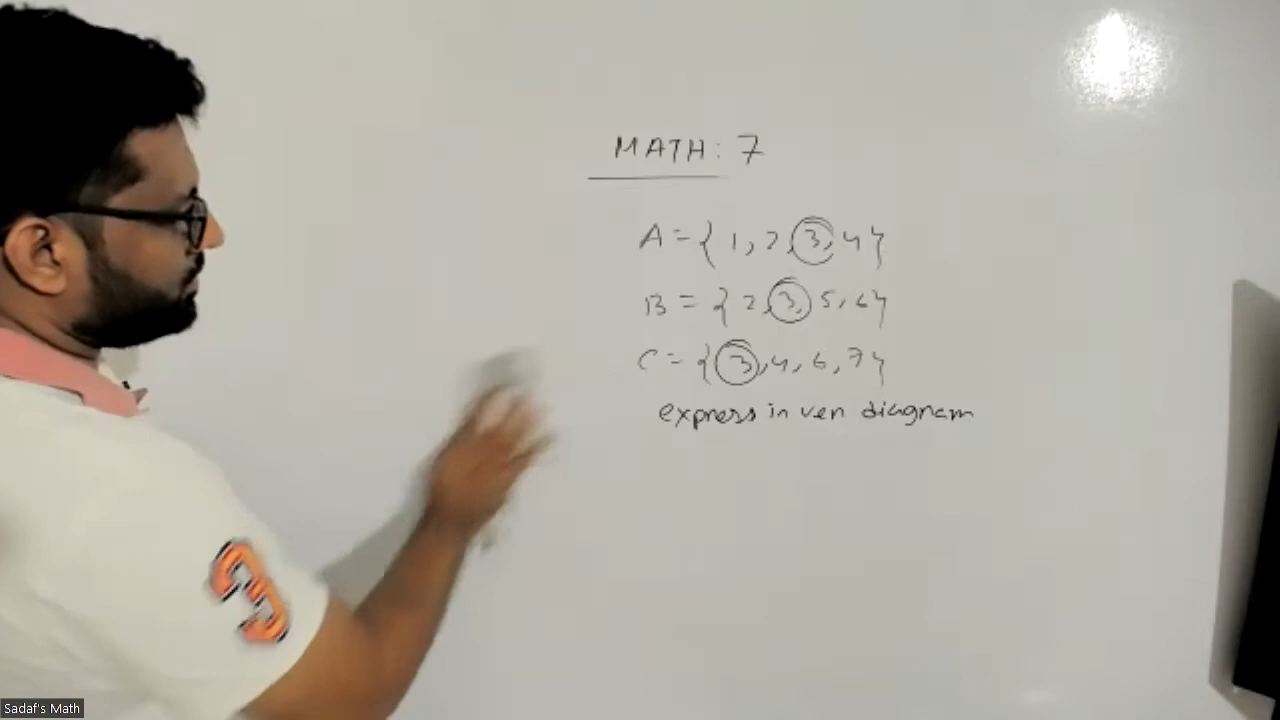 MATH: 7
A = { 1, 2, 3, 4 }
B = { 2, 3, 5, 6 }
C = { 3, 4, 6, 7 }
express in ven diagram
3
Sadaf's Math